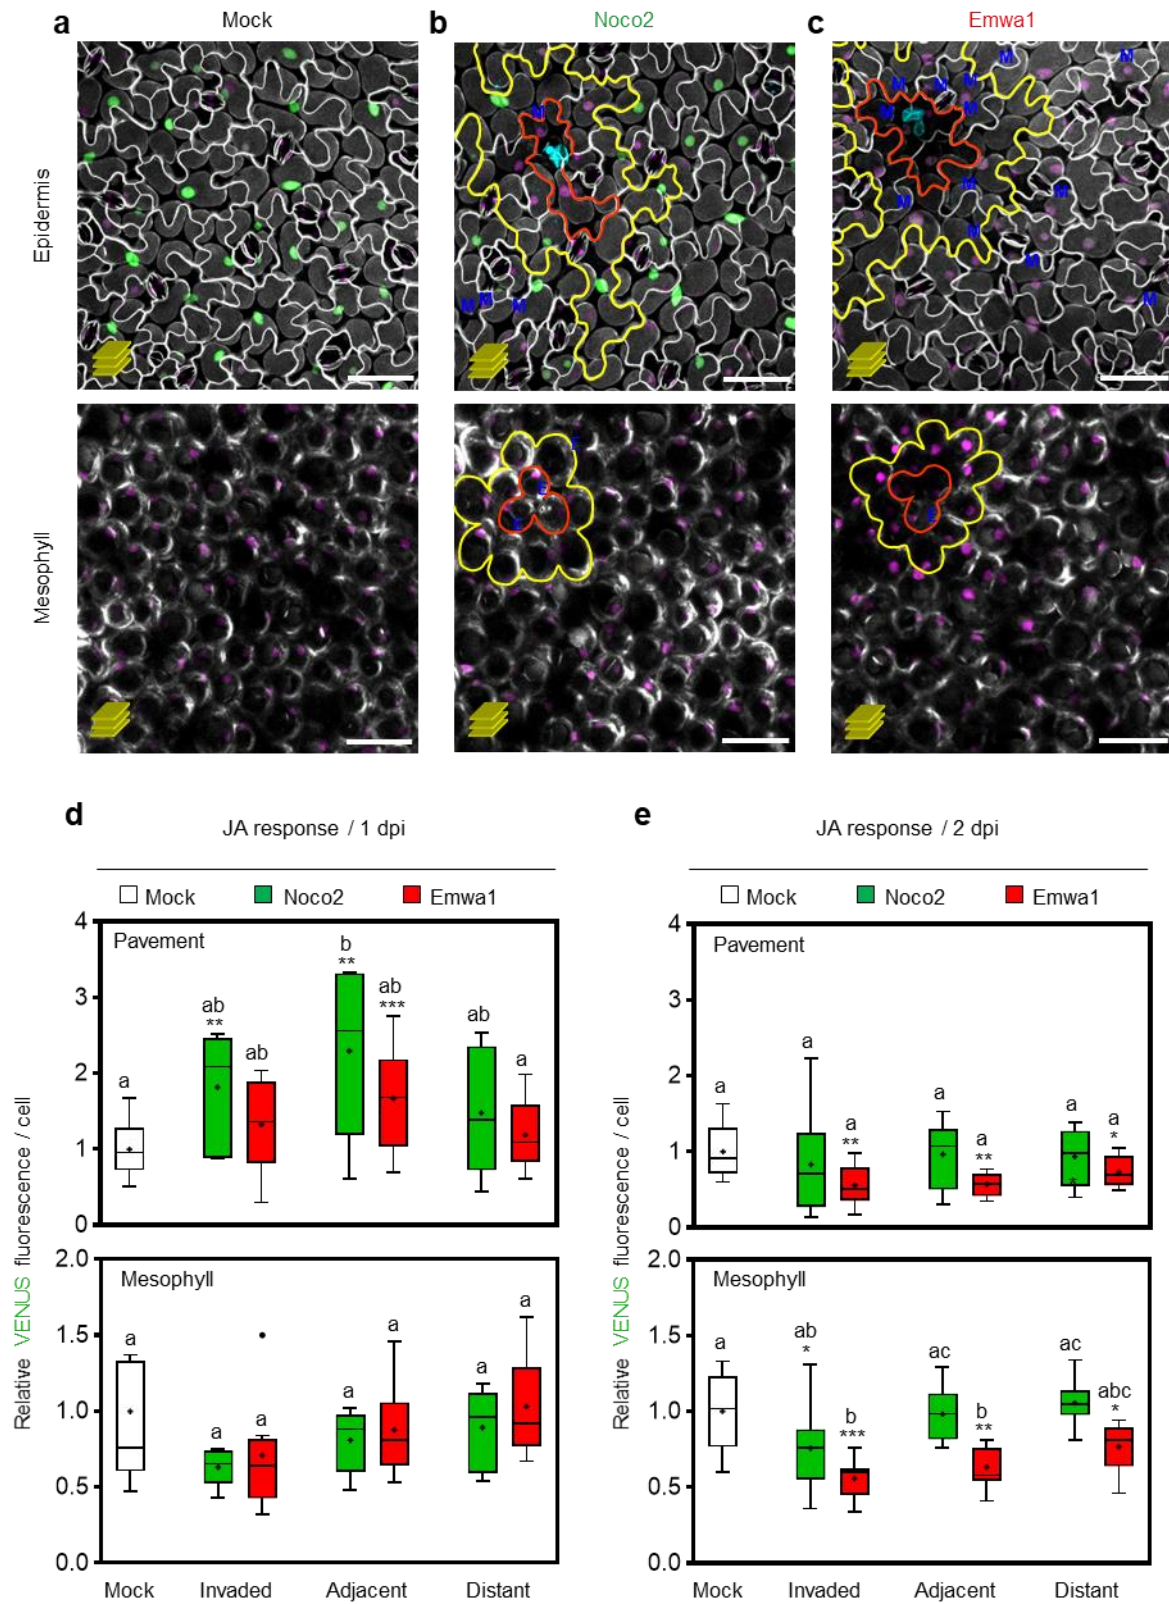 a Mock b Noco2 c Emwa1
Epidermis
M
M M M
M M M M M M M M M M M M M
Mesophyll
E
E
E
E
d JA response / 1 dpi
Mock Noco2 Emwa1
4
Pavement
b
**
ab
**
ab
***
ab
ab
a
a
3
2
1
0
2.0
Mesophyll
a
a
a
a
a
a
a
1.5
1.0
0.5
0.0
Mock Invaded Adjacent Distant
Relative VENUS fluorescence / cell
e JA response / 2 dpi
Mock Noco2 Emwa1
4
Pavement
a
a
a
**
a
a
**
a
a
*
3
2
1
0
2.0
Mesophyll
a
ab
*
b
***
ac
b
**
ac
abc
*
1.5
1.0
0.5
0.0
Mock Invaded Adjacent Distant
Relative VENUS fluorescence / cell